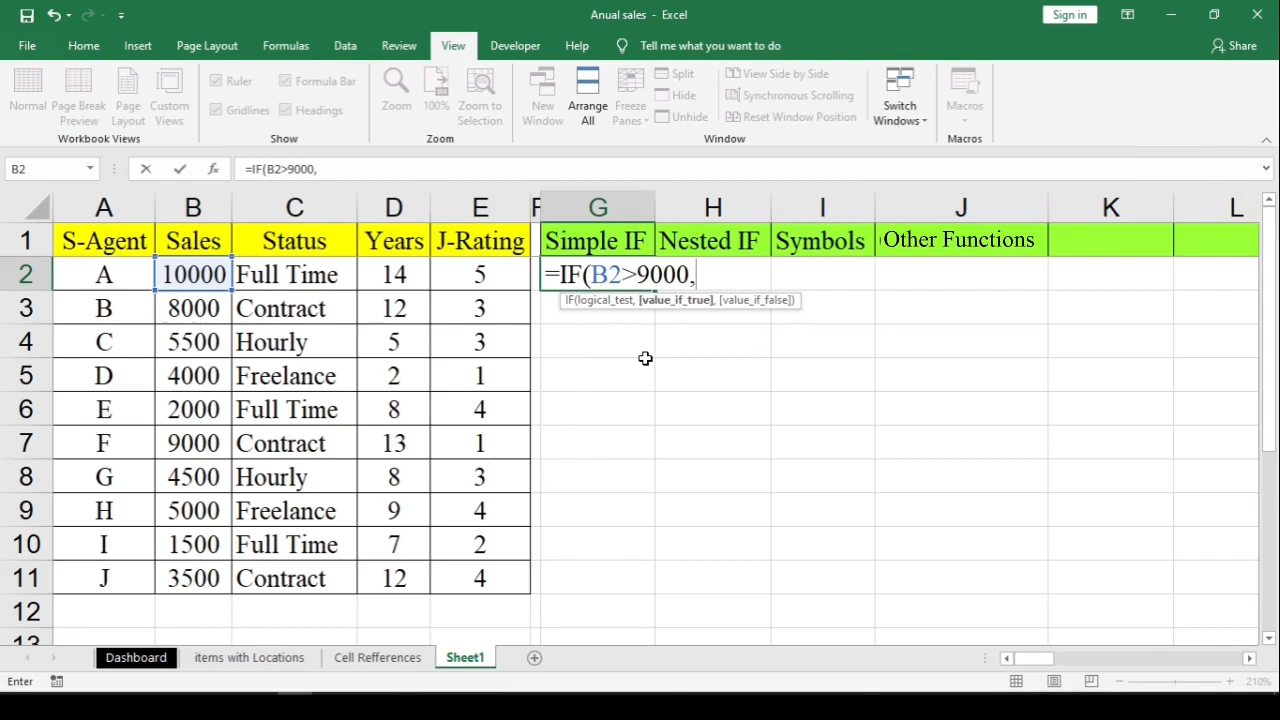 Anual sales - Excel
Sign in
File Home Insert Page Layout Formulas Data Review View Developer Help Tell me what you want to do Share
Normal Page Break Preview Page Layout Custom Views
Ruler Formula Bar
Gridlines Headings
Zoom 100% Zoom to Selection
New Window Arrange All Freeze Panes
Split
Hide
Unhide
View Side by Side
Synchronous Scrolling
Reset Window Position
Switch Windows
Macros
Workbook Views Show Zoom Window Macros
B2 fx =IF(B2>9000,
A B C D E F G H I J K L
1 S-Agent Sales Status Years J-Rating Simple IF Nested IF Symbols Other Functions
2 A 10000 Full Time 14 5 =IF(B2>9000,
IF(logical_test, [value_if_true], [value_if_false])
3 B 8000 Contract 12 3
4 C 5500 Hourly 5 3
5 D 4000 Freelance 2 1
6 E 2000 Full Time 8 4
7 F 9000 Contract 13 1
8 G 4500 Hourly 8 3
9 H 5000 Freelance 9 4
10 I 1500 Full Time 7 2
11 J 3500 Contract 12 4
12
13
Dashboard items with Locations Cell Refferences Sheet1
Enter 210%